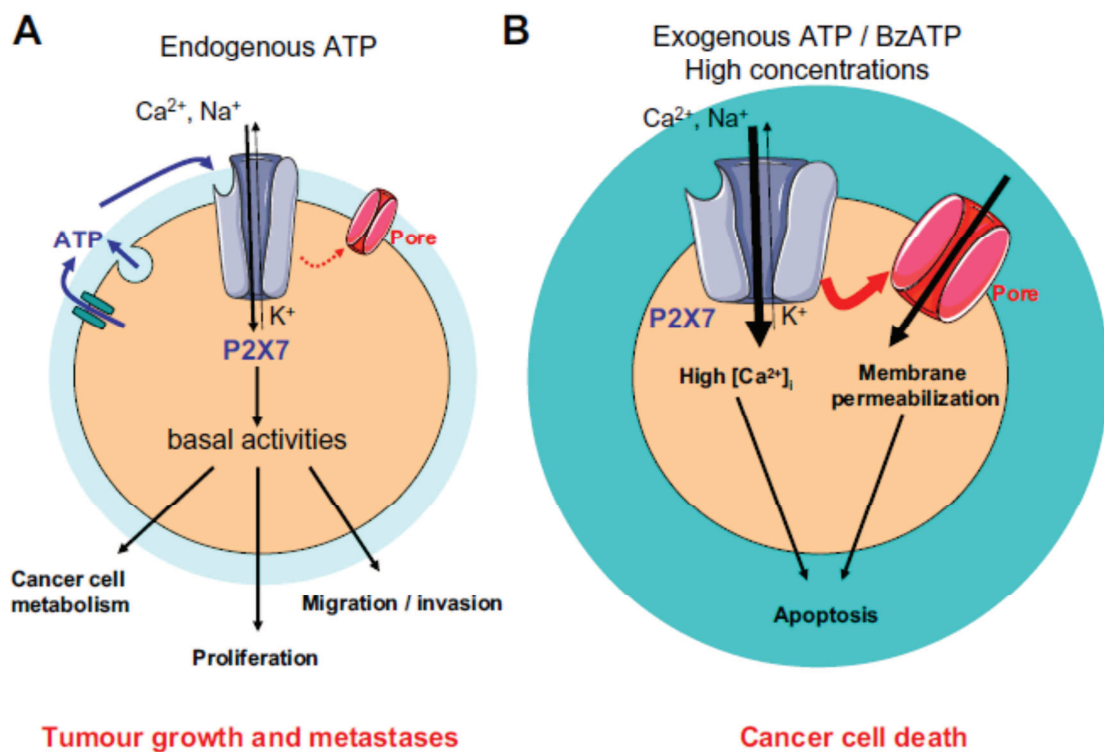 A
Endogenous ATP
Ca²⁺, Na⁺
ATP
Pore
K⁺
P2X7
basal activities
Cancer cell
metabolism
Migration / invasion
Proliferation
Tumour growth and metastases
B
Exogenous ATP / BzATP
High concentrations
Ca²⁺, Na⁺
Pore
P2X7
K⁺
High [Ca²⁺]ᵢ
Membrane
permeabilization
Apoptosis
Cancer cell death